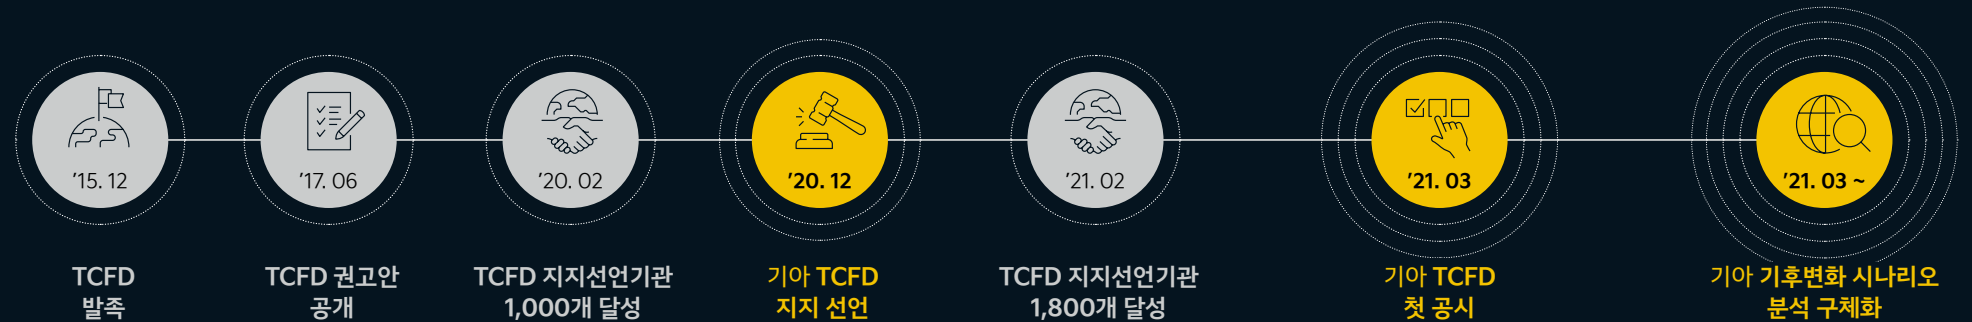 ’15. 12
’17. 06
’20. 02
’20. 12
’21. 02
’21. 03
’21. 03 ~
TCFD
발족
TCFD 권고안
공개
TCFD 지지선언기관
1,000개 달성
기아 TCFD
지지 선언
TCFD 지지선언기관
1,800개 달성
기아 TCFD
첫 공시
기아 기후변화 시나리오
분석 구체화